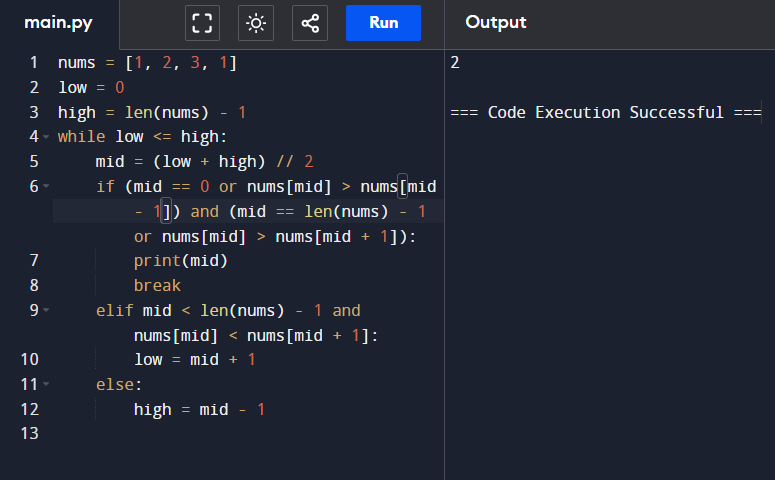 main.py
Run
Output
1 nums = [1, 2, 3, 1]
2 low = 0
3 high = len(nums) - 1
4 while low <= high:
5 mid = (low + high) // 2
6 if (mid == 0 or nums[mid] > nums[mid
- 1]) and (mid == len(nums) - 1
or nums[mid] > nums[mid + 1]):
7 print(mid)
8 break
9 elif mid < len(nums) - 1 and
nums[mid] < nums[mid + 1]:
10 low = mid + 1
11 else:
12 high = mid - 1
13
2
=== Code Execution Successful ===